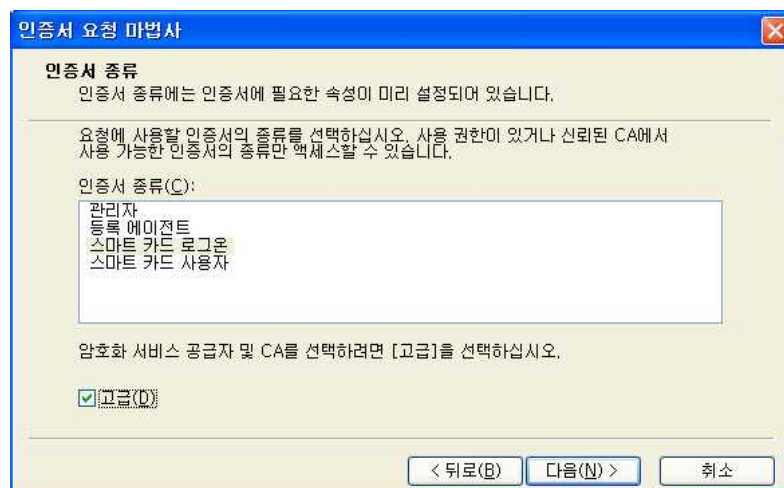 인증서 요청 마법사
인증서 종류
인증서 종류에는 인증서에 필요한 속성이 미리 설정되어 있습니다.
요청에 사용할 인증서의 종류를 선택하십시오. 사용 권한이 있거나 신뢰된 CA에서
사용 가능한 인증서의 종류만 액세스할 수 있습니다.
인증서 종류(C):
관리자
등록 에이전트
스마트 카드 로그온
스마트 카드 사용자
암호화 서비스 공급자 및 CA를 선택하려면 [고급]을 선택하십시오.
고급(D)
< 뒤로(B) 다음(N) > 취소